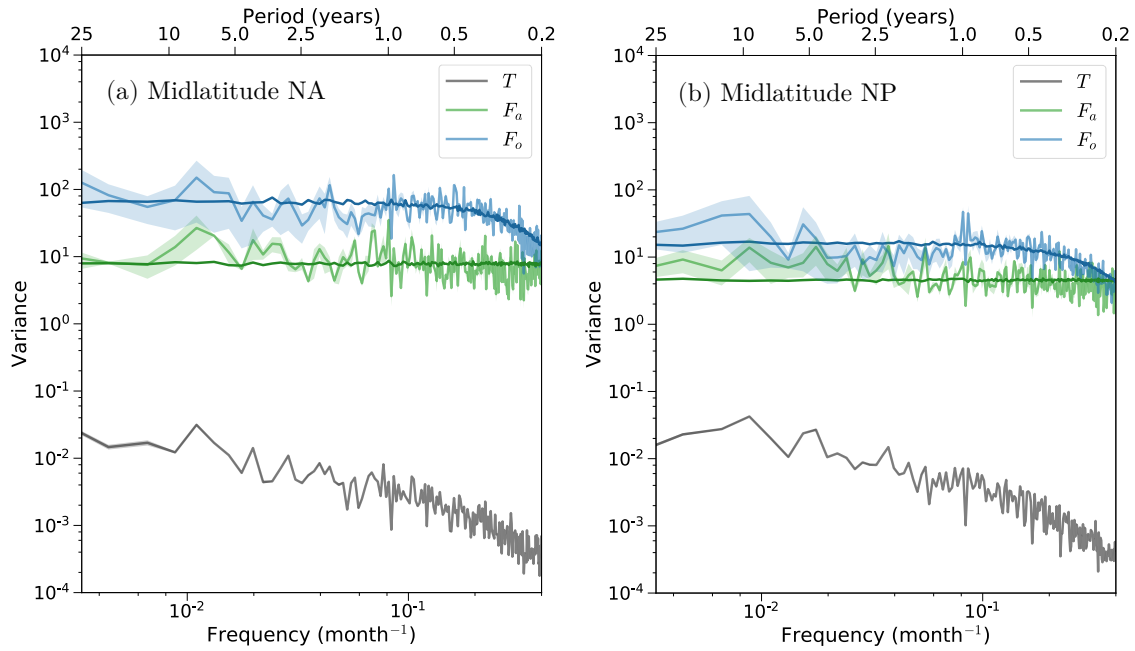 Period (years)
25 10 5.0 2.5 1.0 0.5 0.2
10^4
10^3
10^2
10^1
10^0
10^-1
10^-2
10^-3
10^-4
Variance
(a) Midlatitude NA
T
F_a
F_o
10^-2 10^-1
Frequency (month^-1)
Period (years)
25 10 5.0 2.5 1.0 0.5 0.2
10^4
10^3
10^2
10^1
10^0
10^-1
10^-2
10^-3
10^-4
Variance
(b) Midlatitude NP
T
F_a
F_o
10^-2 10^-1
Frequency (month^-1)